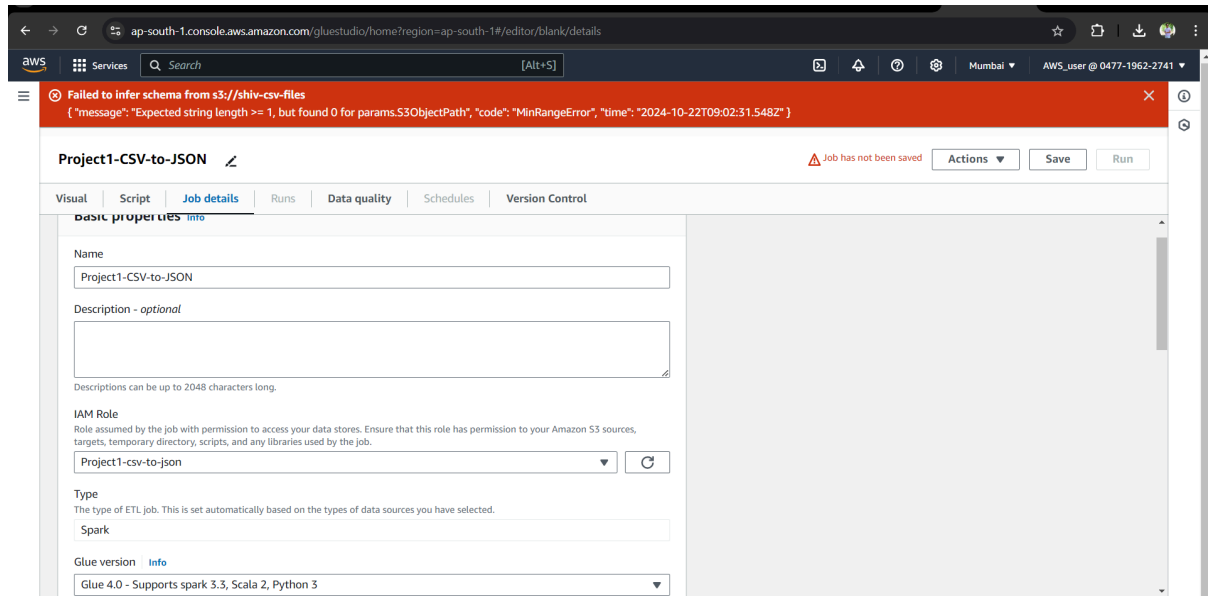 ap-south-1.console.aws.amazon.com/gluestudio/home?region=ap-south-1#/editor/blank/details
aws Services Search [Alt+S] Mumbai AWS_user @ 0477-1962-2741
Failed to infer schema from s3://shiv-csv-files
{ "message": "Expected string length >= 1, but found 0 for params.S3ObjectPath", "code": "MinRangeError", "time": "2024-10-22T09:02:31.548Z" }
Project1-CSV-to-JSON Job has not been saved Actions Save Run
Visual Script Job details Runs Data quality Schedules Version Control
Basic properties Info
Name
Project1-CSV-to-JSON
Description - optional
Descriptions can be up to 2048 characters long.
IAM Role
Role assumed by the job with permission to access your data stores. Ensure that this role has permission to your Amazon S3 sources,
targets, temporary directory, scripts, and any libraries used by the job.
Project1-csv-to-json
Type
The type of ETL job. This is set automatically based on the types of data sources you have selected.
Spark
Glue version Info
Glue 4.0 - Supports spark 3.3, Scala 2, Python 3